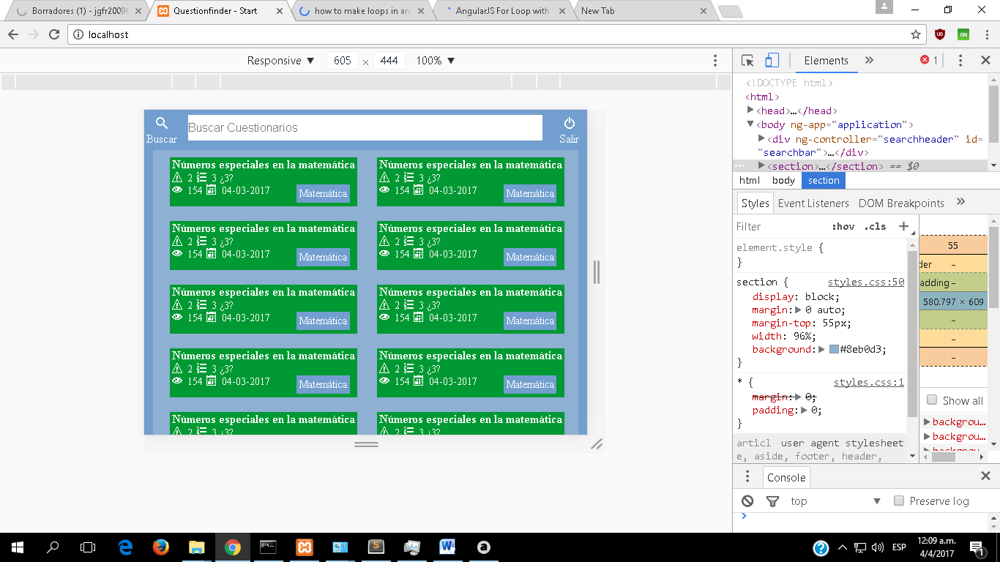 Borradores (1) - jgfr2009@
Questionfinder - Start
how to make loops in an
AngularJS For Loop with
New Tab
localhost
Responsive ▼ 605 × 444 100% ▼
Elements » 1
<!DOCTYPE html>
<html>
<head>…</head>
<body ng-app="application">
<div ng-controller="searchheader" id=
"searchbar">…</div>
<section>…</section> == $0
html body section
Styles Event Listeners DOM Breakpoints »
Filter :hov .cls +
element.style {
}
section { styles.css:50
display: block;
margin: 0 auto;
margin-top: 55px;
width: 96%;
background: #8eb0d3;
}
* { styles.css:1
margin: 0;
padding: 0;
}
articl user agent stylesheet
e, aside, footer, header,
55
der –
adding –
580.797 × 609
–
–
–
Show all
backgrou…
backgrou…
Console
top ▼ Preserve log
Buscar
Buscar Cuestionarios
Salir
Números especiales en la matemática
2 3 ¿3?
154 04-03-2017 Matemática
Números especiales en la matemática
2 3 ¿3?
154 04-03-2017 Matemática
Números especiales en la matemática
2 3 ¿3?
154 04-03-2017 Matemática
Números especiales en la matemática
2 3 ¿3?
154 04-03-2017 Matemática
Números especiales en la matemática
2 3 ¿3?
154 04-03-2017 Matemática
Números especiales en la matemática
2 3 ¿3?
154 04-03-2017 Matemática
Números especiales en la matemática
2 3 ¿3?
154 04-03-2017 Matemática
Números especiales en la matemática
2 3 ¿3?
154 04-03-2017 Matemática
Números especiales en la matemática
2 3 ¿3?
Números especiales en la matemática
2 3 ¿3?
ESP
12:09 a.m.
4/4/2017
1